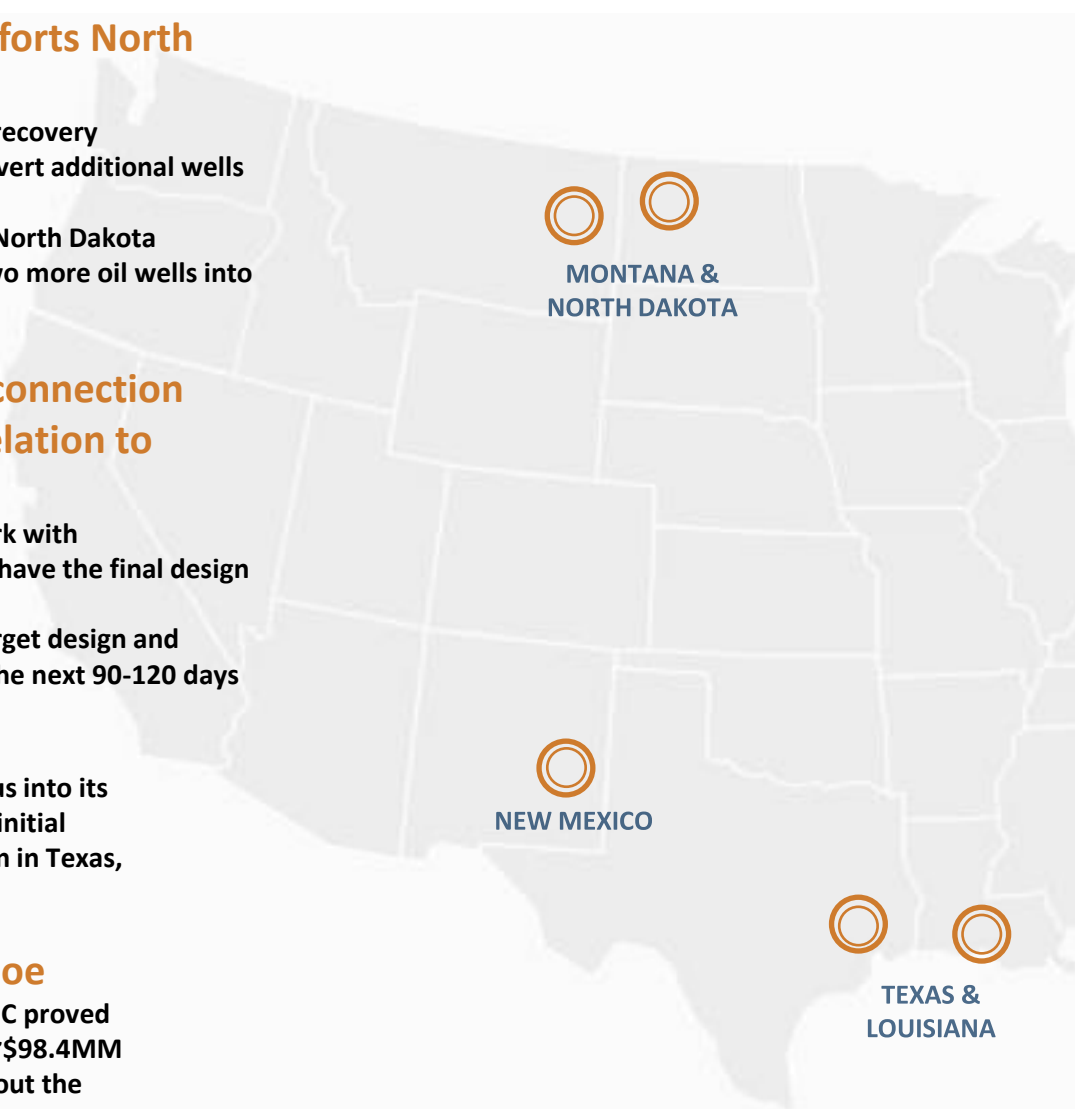 forts North
recovery
vert additional wells
North Dakota
wo more oil wells into
connection
elation to
rk with
have the final design
rget design and
he next 90-120 days
us into its
initial
n in Texas,
oe
C proved
~$98.4MM
out the
MONTANA &
NORTH DAKOTA
NEW MEXICO
TEXAS &
LOUISIANA